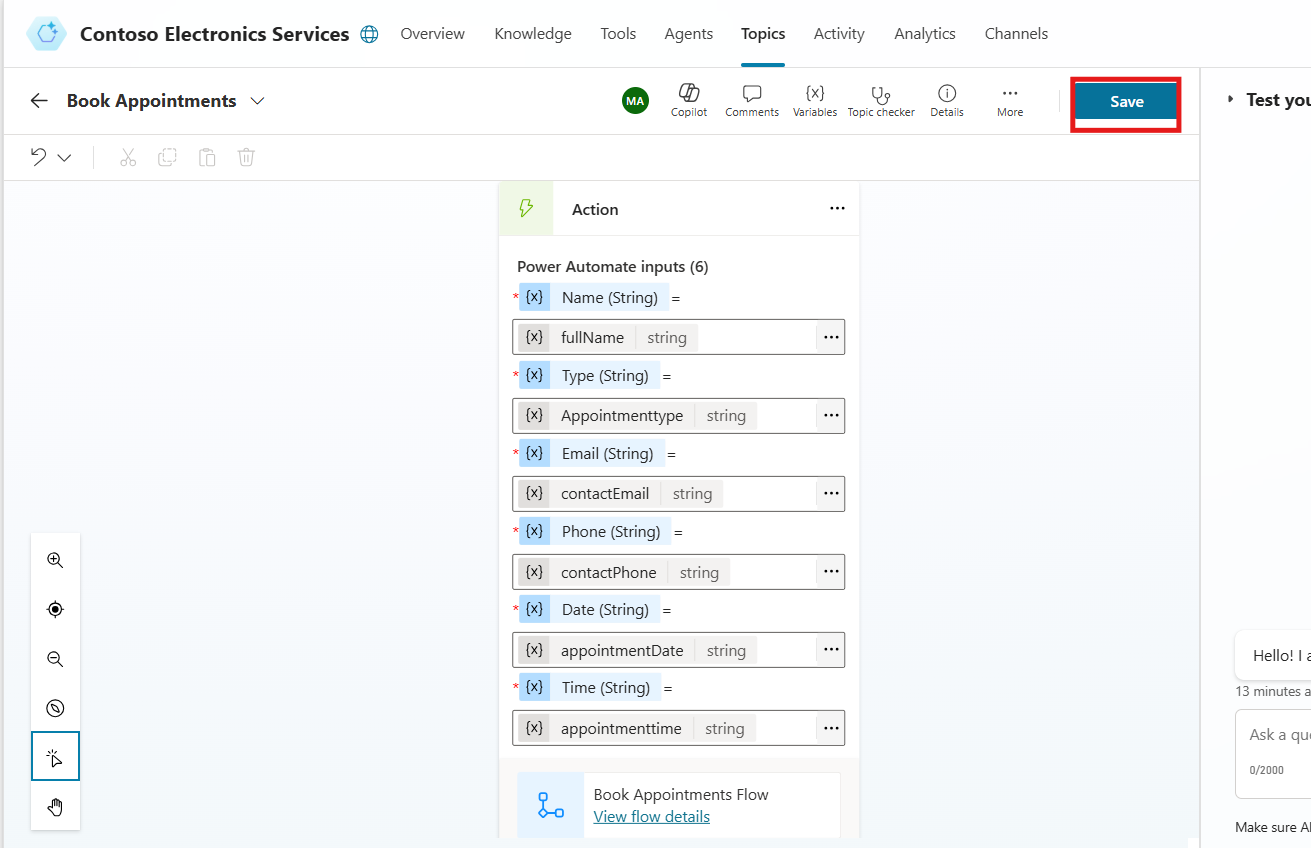 Contoso Electronics Services Overview Knowledge Tools Agents Topics Activity Analytics Channels
Book Appointments MA Copilot Comments {x} Variables Topic checker Details ... More Save Test you
Action ...
Power Automate inputs (6)
* {x} Name (String) =
{x} fullName string ...
* {x} Type (String) =
{x} Appointmenttype string ...
* {x} Email (String) =
{x} contactEmail string ...
* {x} Phone (String) =
{x} contactPhone string ...
* {x} Date (String) =
{x} appointmentDate string ...
* {x} Time (String) =
{x} appointmenttime string ...
Book Appointments Flow
View flow details
Hello! I a
13 minutes a
Ask a qu
0/2000
Make sure AI